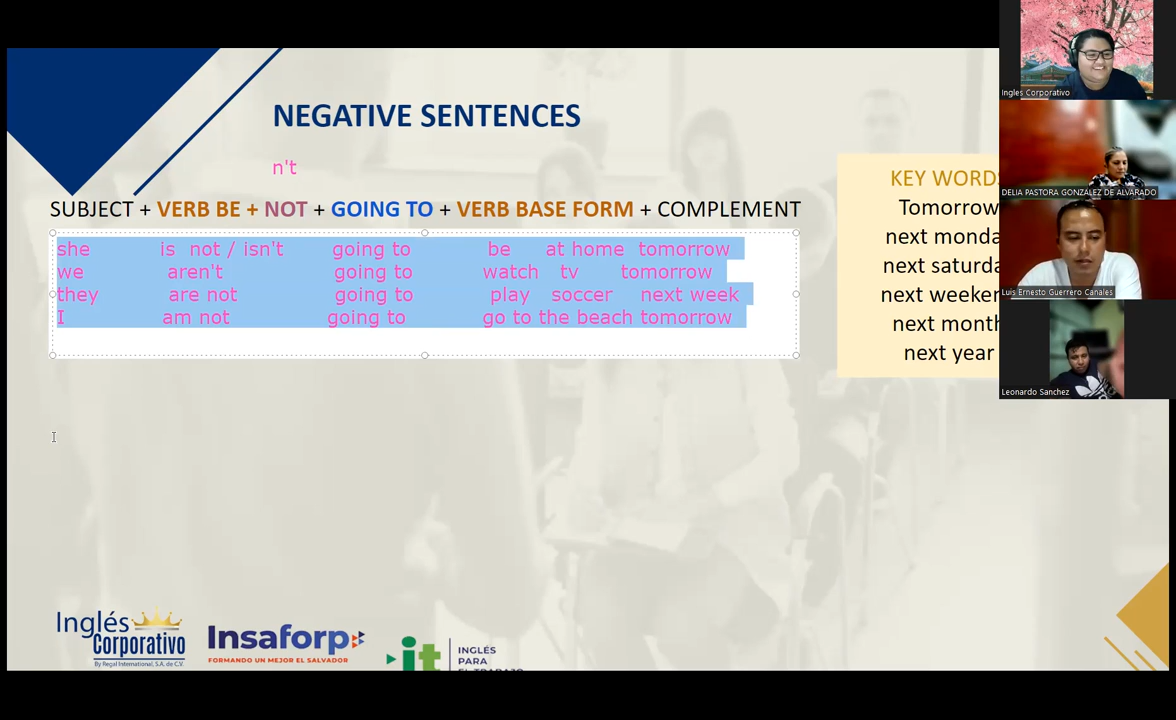 NEGATIVE SENTENCES
n't
SUBJECT + VERB BE + NOT + GOING TO + VERB BASE FORM + COMPLEMENT
she is not / isn't going to be at home tomorrow
we aren't going to watch tv tomorrow
they are not going to play soccer next week
I am not going to go to the beach tomorrow
KEY WORDS
Tomorrow
next monda
next saturda
next weeken
next month
next year
Ingles Corporativo
DELIA PASTORA GONZALEZ DE ALVARADO
Luis Ernesto Guerrero Canales
Leonardo Sanchez
Inglés
Corporativo
By Regal International, S.A. de C.V.
Insaforp
FORMANDO UN MEJOR EL SALVADOR
it
INGLÉS
PARA
EL TRABAJO